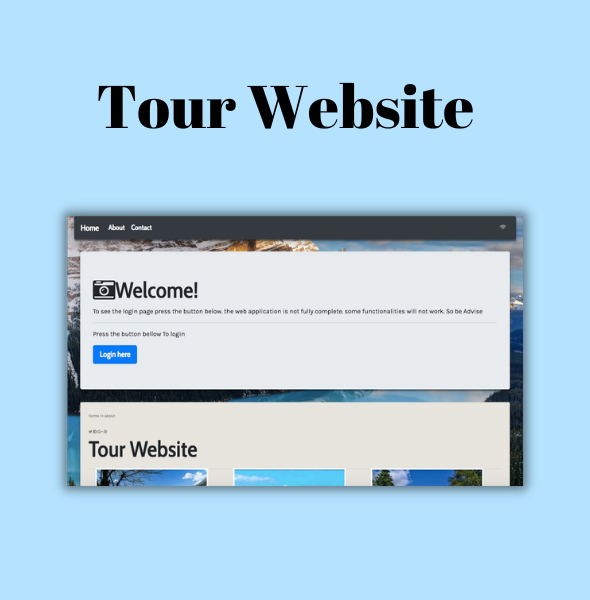 Tour Website
Home About Contact
Welcome!
To see the login page press the button below. the web application is not fully complete. some functionalities will not work. So be Advise
Press the button bellow To login
Login here
home in about
Tour Website